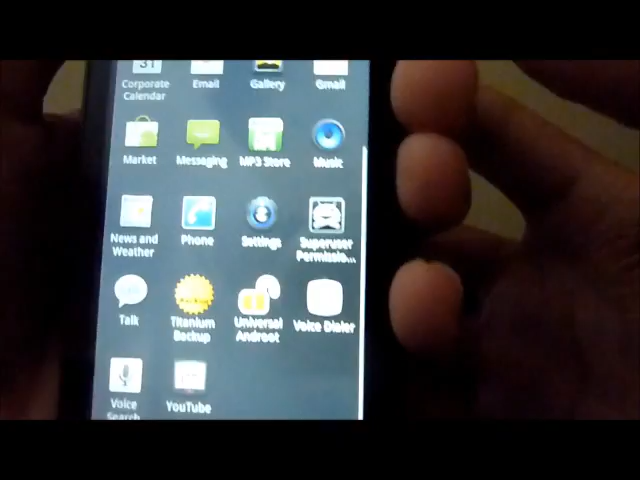 31
Corporate Calendar
Email
Gallery
Gmail
Market
Messaging
MP3 Store
Music
News and Weather
Phone
Settings
Superuser Permissio...
Talk
Titanium Backup
Universal Androot
Voice Dialer
Voice Search
YouTube